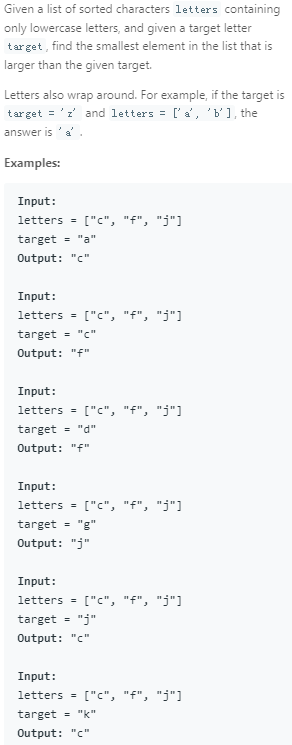 Given a list of sorted characters letters containing
only lowercase letters, and given a target letter
target, find the smallest element in the list that is
larger than the given target.
Letters also wrap around. For example, if the target is
target = 'z' and letters = ['a', 'b'], the
answer is 'a'.
Examples:
Input:
letters = ["c", "f", "j"]
target = "a"
Output: "c"
Input:
letters = ["c", "f", "j"]
target = "c"
Output: "f"
Input:
letters = ["c", "f", "j"]
target = "d"
Output: "f"
Input:
letters = ["c", "f", "j"]
target = "g"
Output: "j"
Input:
letters = ["c", "f", "j"]
target = "j"
Output: "c"
Input:
letters = ["c", "f", "j"]
target = "k"
Output: "c"